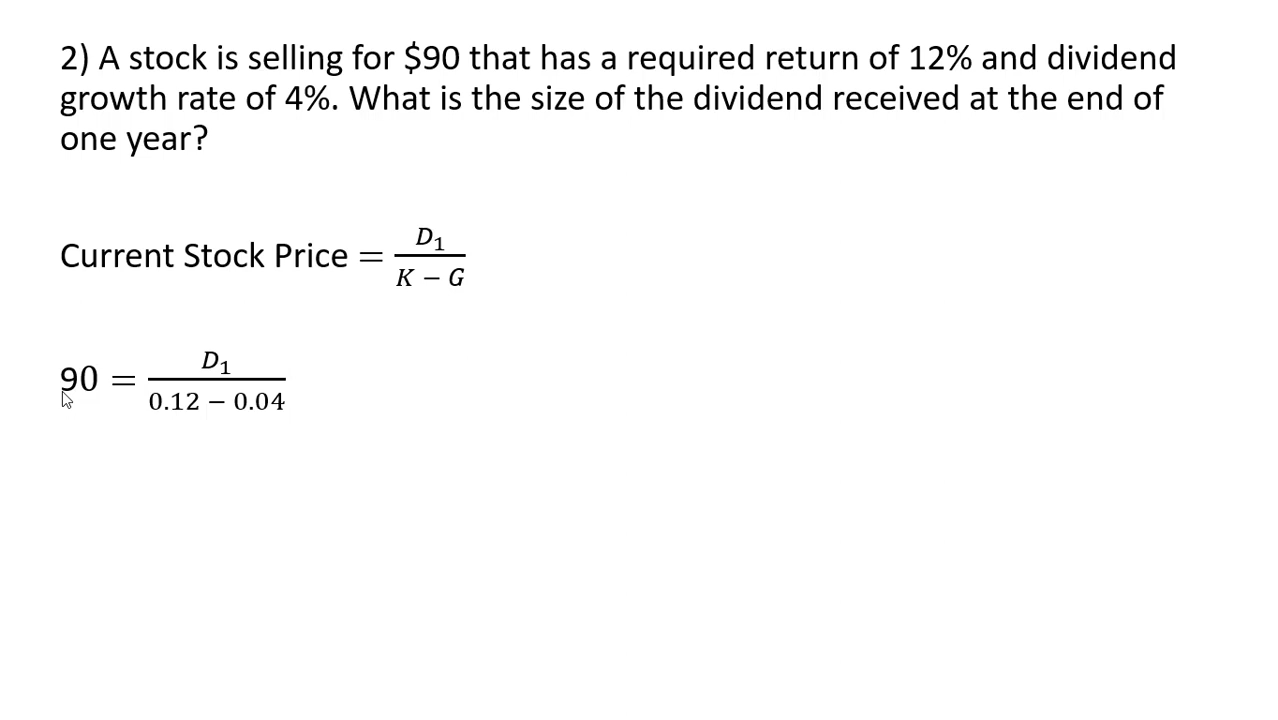 2) A stock is selling for $90 that has a required return of 12% and dividend
growth rate of 4%. What is the size of the dividend received at the end of
one year?
Current Stock Price = D₁ / K − G
90 = D₁ / 0.12 − 0.04